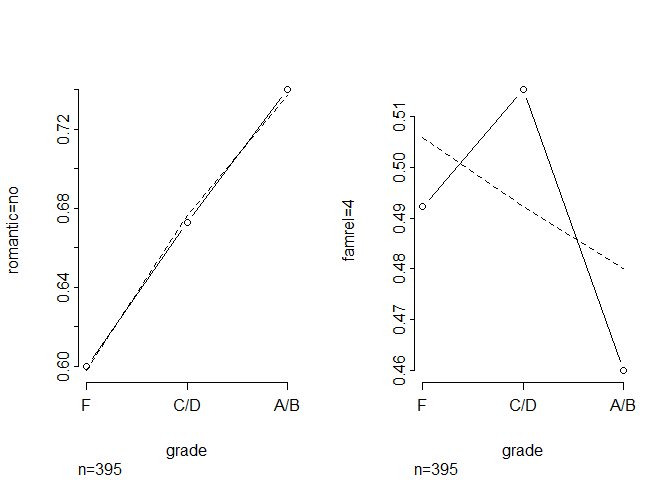 romantic=no
0.72
0.68
0.64
0.60
F C/D A/B
grade
n=395
famrel=4
0.51
0.50
0.49
0.48
0.47
0.46
F C/D A/B
grade
n=395